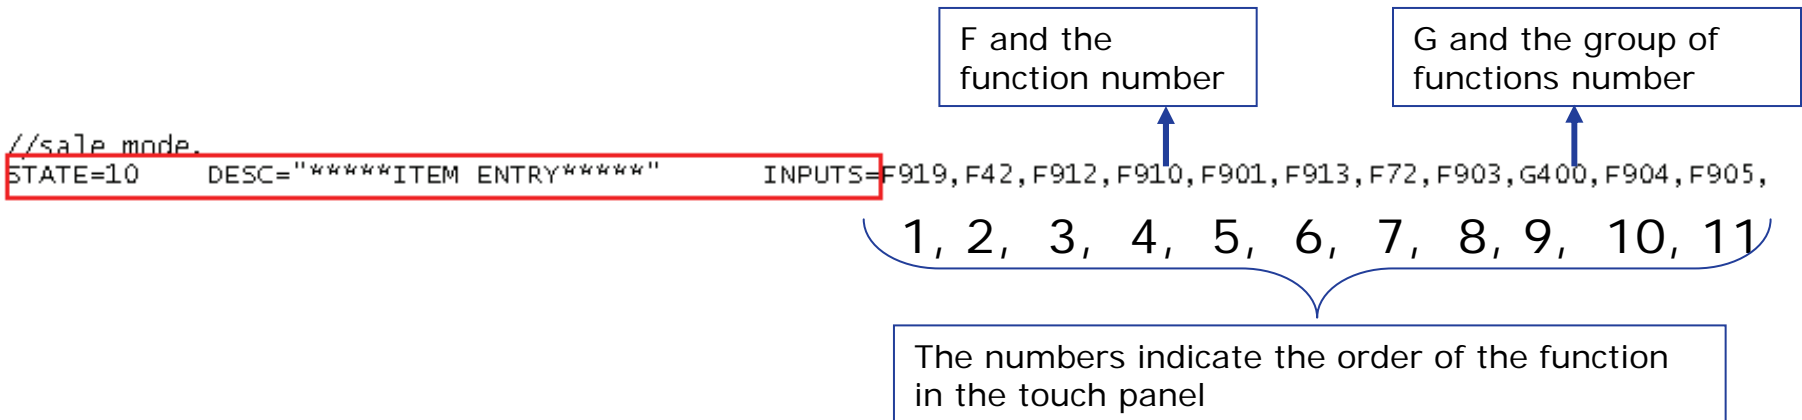 F and the
function number
G and the group of
functions number
//sale mode.
STATE=10 DESC="*****ITEM ENTRY*****" INPUTS=F919,F42,F912,F910,F901,F913,F72,F903,G400,F904,F905,
1, 2, 3, 4, 5, 6, 7, 8, 9, 10, 11
The numbers indicate the order of the function
in the touch panel